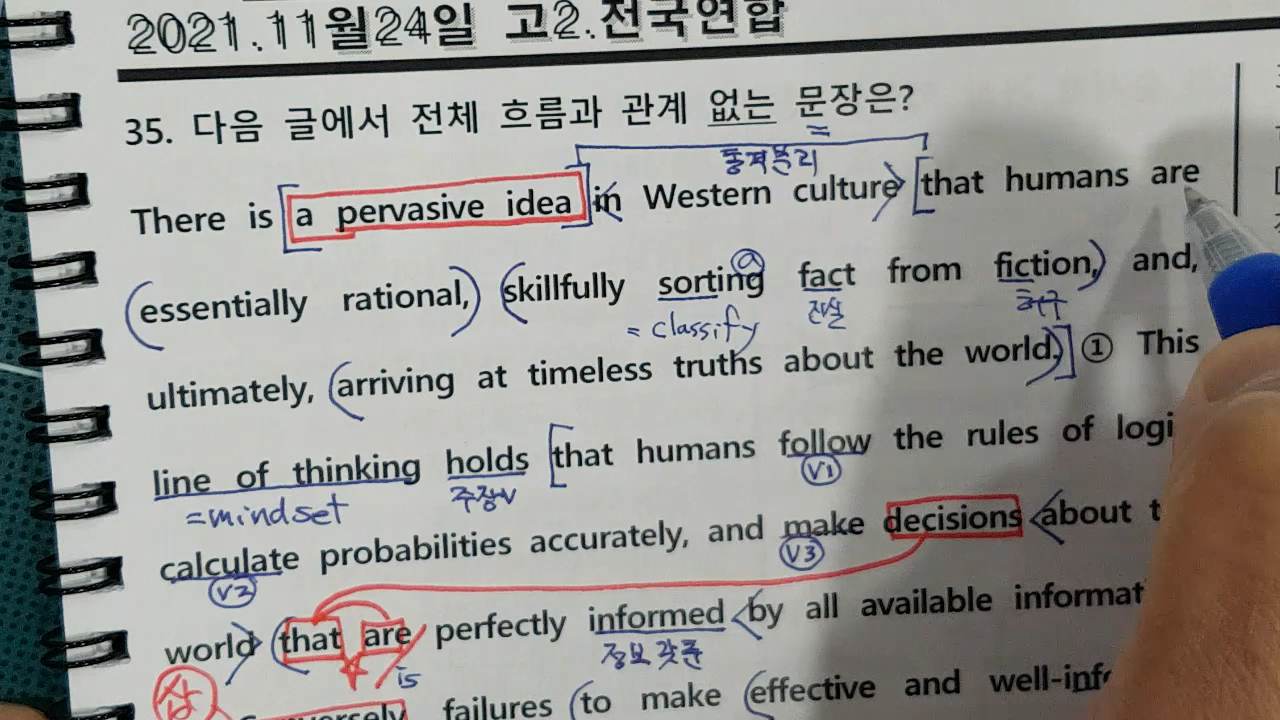 2021.11월24일 고2.전국연합
35. 다음 글에서 전체 흐름과 관계 없는 문장은?
동격분리
There is a pervasive idea in Western culture that humans are
essentially rational, skillfully sorting fact from fiction, and,
ⓐ
= classify 진실 허구
ultimately, arriving at timeless truths about the world. ① This
line of thinking holds that humans follow the rules of logi
=mindset 주장V V1
calculate probabilities accurately, and make decisions about t
V2 V3
world that are perfectly informed by all available informat
정보 갖춘
is
삽
failures to make effective and well-inf